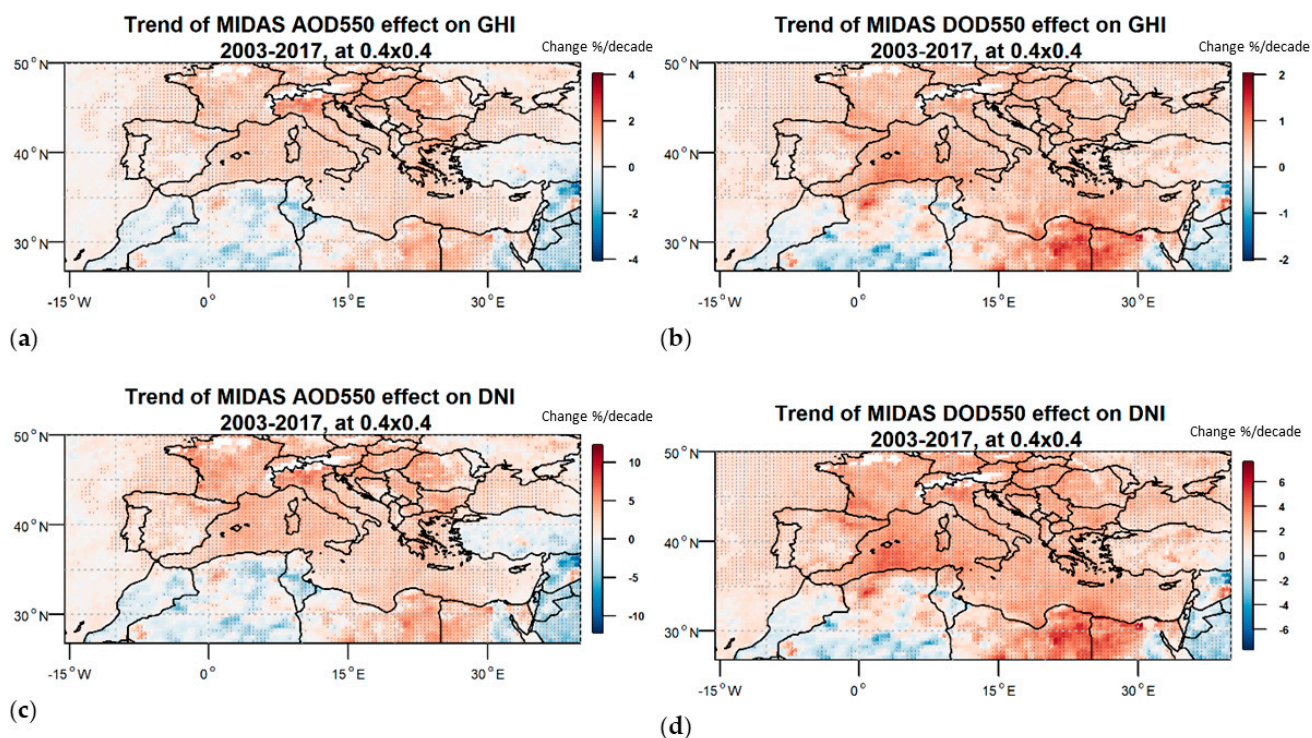 Trend of MIDAS AOD550 effect on GHI
2003-2017, at 0.4x0.4
Change %/decade
50°N
40°N
30°N
-15°W
0°
15°E
30°E
4
2
0
-2
-4
(a)
Trend of MIDAS DOD550 effect on GHI
2003-2017, at 0.4x0.4
Change %/decade
50°N
40°N
30°N
-15°W
0°
15°E
30°E
2
1
0
-1
-2
(b)
Trend of MIDAS AOD550 effect on DNI
2003-2017, at 0.4x0.4
Change %/decade
50°N
40°N
30°N
-15°W
0°
15°E
30°E
10
5
0
-5
-10
(c)
Trend of MIDAS DOD550 effect on DNI
2003-2017, at 0.4x0.4
Change %/decade
50°N
40°N
30°N
-15°W
0°
15°E
30°E
6
4
2
0
-2
-4
-6
(d)